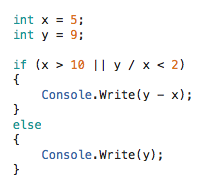 int x = 5;
int y = 9;
if (x > 10 || y / x < 2)
{
    Console.Write(y - x);
}
else
{
    Console.Write(y);
}